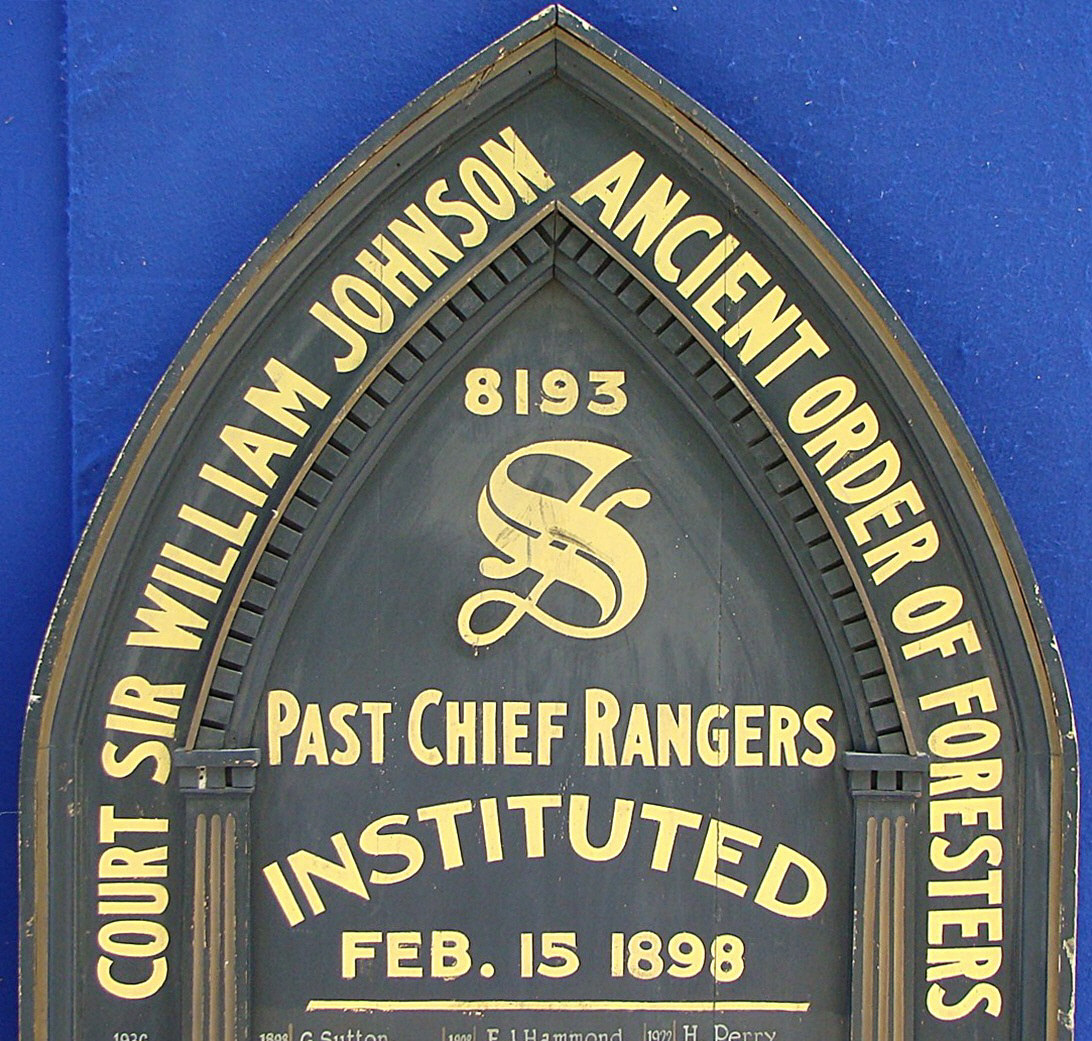 COURT SIR WILLIAM JOHNSON ANCIENT ORDER OF FORESTERS
8193
S
PAST CHIEF RANGERS
INSTITUTED
FEB. 15 1898
1898 G Sutton 1908 E J Hammond 1922 H. Perry